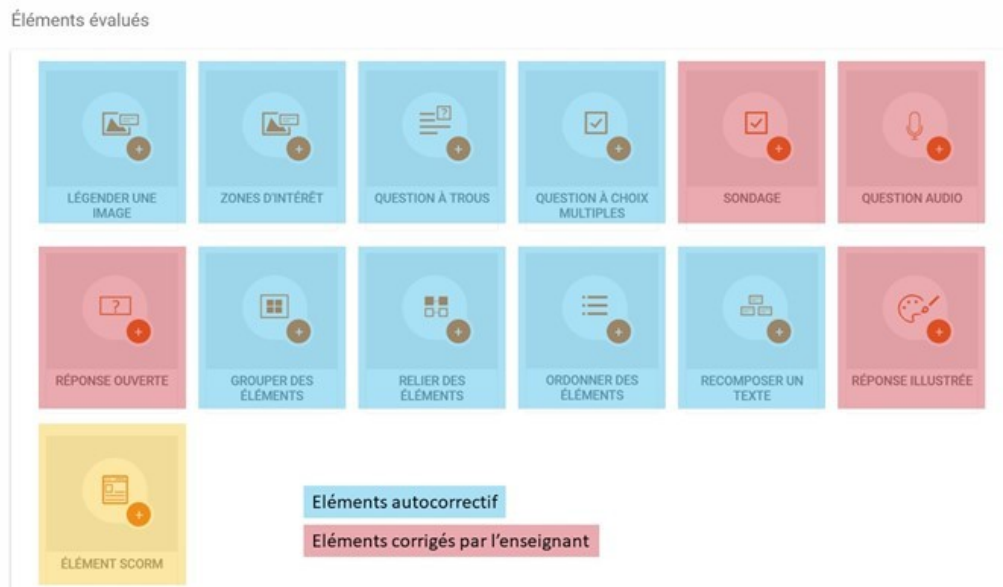 Éléments évalués
LÉGENDER UNE
IMAGE
ZONES D'INTÉRÊT
QUESTION À TROUS
QUESTION À CHOIX
MULTIPLES
SONDAGE
QUESTION AUDIO
RÉPONSE OUVERTE
GROUPER DES
ÉLÉMENTS
RELIER DES
ÉLÉMENTS
ORDONNER DES
ÉLÉMENTS
RECOMPOSER UN
TEXTE
RÉPONSE ILLUSTRÉE
ÉLÉMENT SCORM
Eléments autocorrectif
Eléments corrigés par l'enseignant